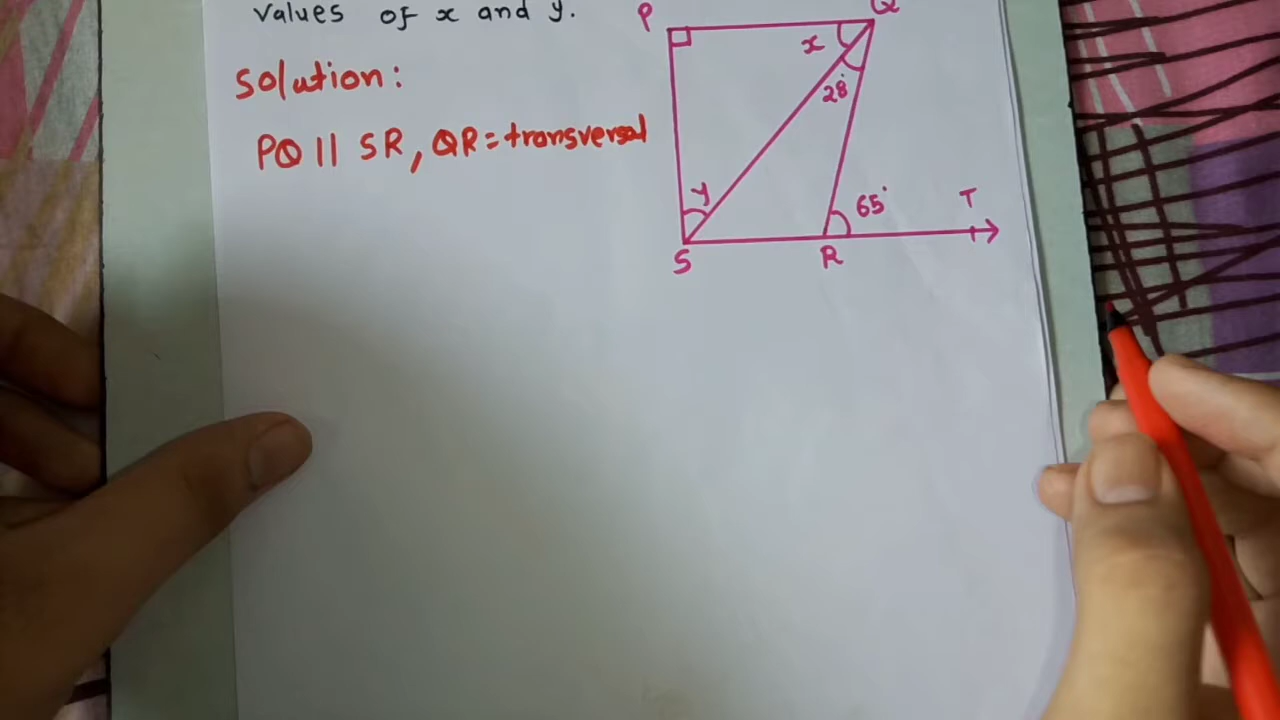 values of x and y.
Solution:
PQ || SR, QR = transversal
P
Q
x
28°
y
65°
T
S
R